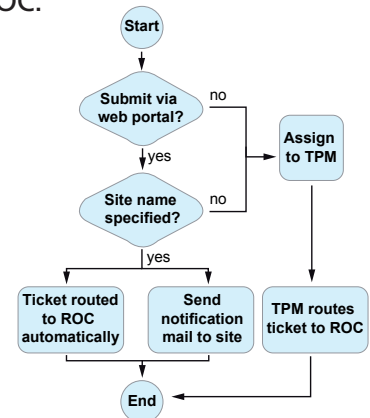 OC.
Start
Submit via
web portal?
no
yes
Assign
to TPM
Site name
specified?
no
yes
Ticket routed
to ROC
automatically
Send
notification
mail to site
TPM routes
ticket to ROC
End